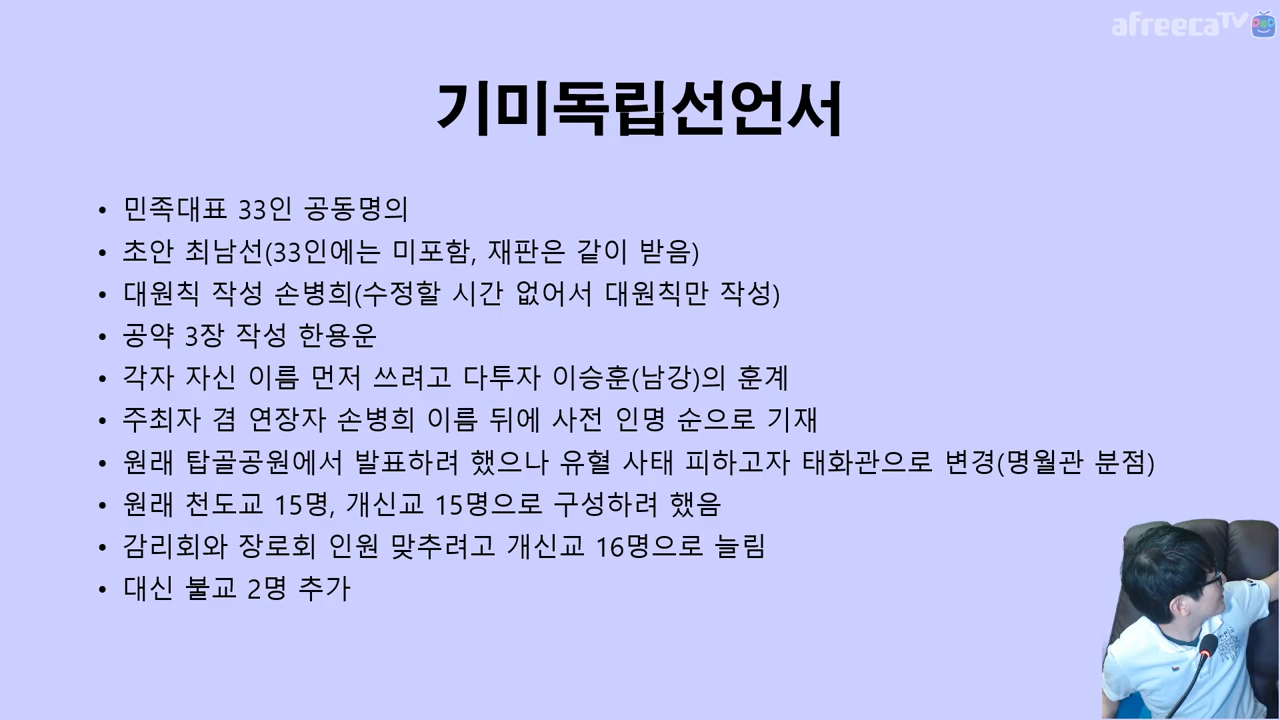 afreecaTV
기미독립선언서
• 민족대표 33인 공동명의
• 초안 최남선(33인에는 미포함, 재판은 같이 받음)
• 대원칙 작성 손병희(수정할 시간 없어서 대원칙만 작성)
• 공약 3장 작성 한용운
• 각자 자신 이름 먼저 쓰려고 다투자 이승훈(남강)의 훈계
• 주최자 겸 연장자 손병희 이름 뒤에 사전 인명 순으로 기재
• 원래 탑골공원에서 발표하려 했으나 유혈 사태 피하고자 태화관으로 변경(명월관 분점)
• 원래 천도교 15명, 개신교 15명으로 구성하려 했음
• 감리회와 장로회 인원 맞추려고 개신교 16명으로 늘림
• 대신 불교 2명 추가